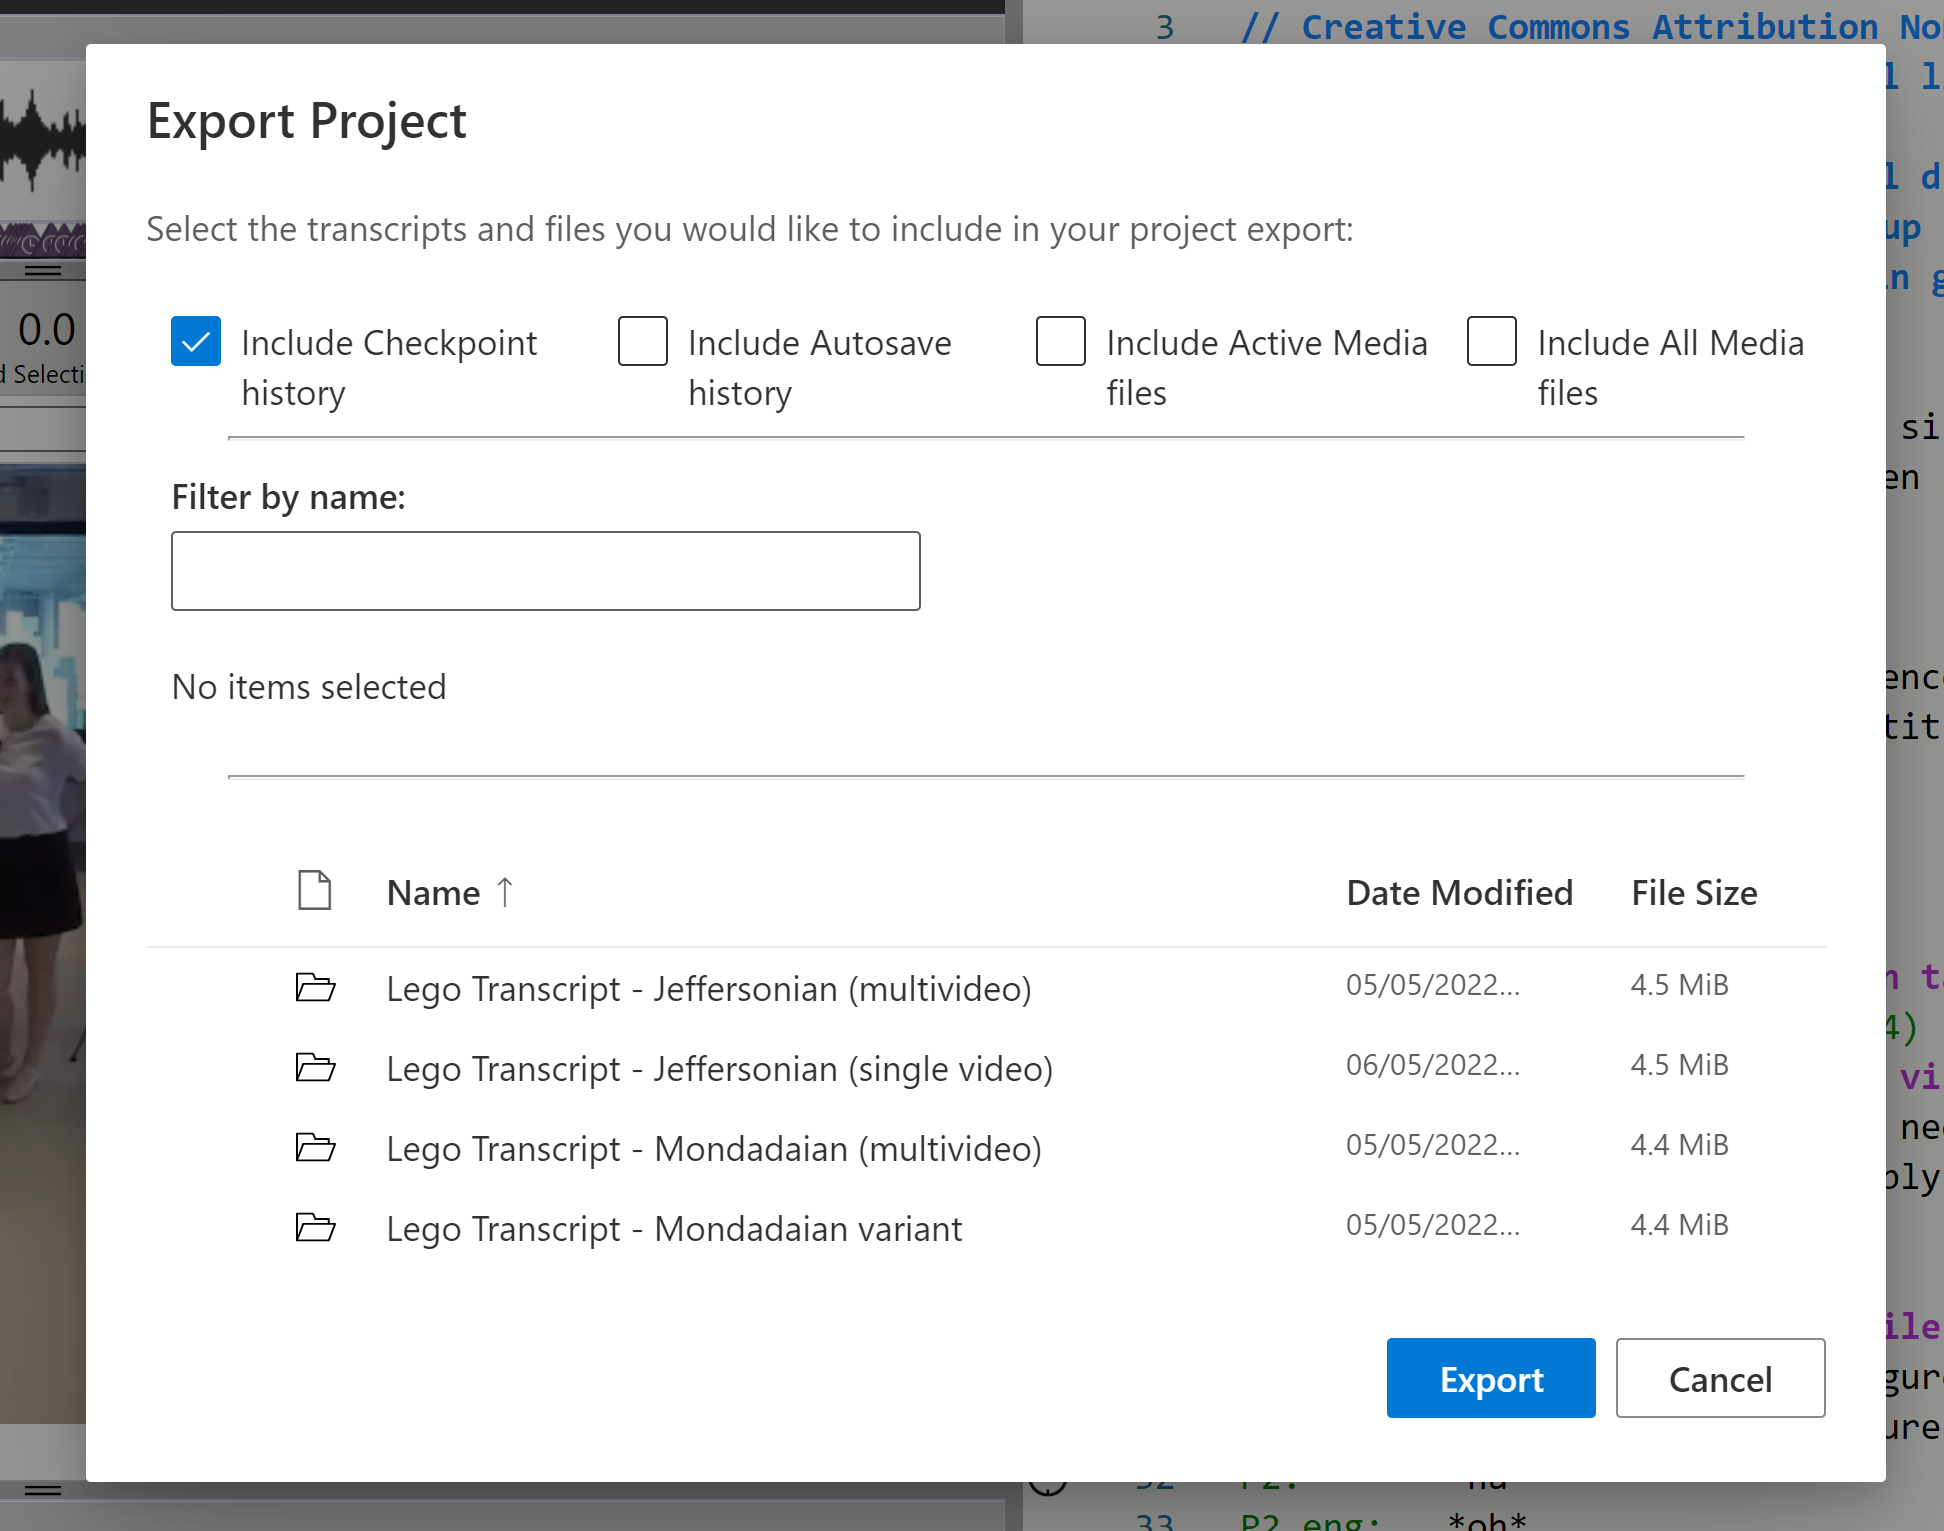 3 // Creative Commons Attribution
Export Project
Select the transcripts and files you would like to include in your project export:
Include Checkpoint history
Include Autosave history
Include Active Media files
Include All Media files
0.0
Filter by name:
No items selected
Name ↑ Date Modified File Size
Lego Transcript - Jeffersonian (multivideo) 05/05/2022... 4.5 MiB
Lego Transcript - Jeffersonian (single video) 06/05/2022... 4.5 MiB
Lego Transcript - Mondadaian (multivideo) 05/05/2022... 4.4 MiB
Lego Transcript - Mondadaian variant 05/05/2022... 4.4 MiB
Export Cancel
33 P2 eng: *oh*